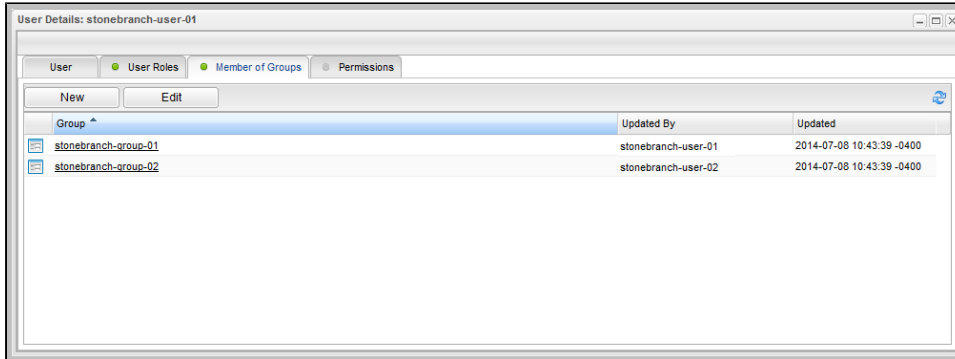 User Details: stonebranch-user-01
User User Roles Member of Groups Permissions
New Edit
Group Updated By Updated
stonebranch-group-01 stonebranch-user-01 2014-07-08 10:43:39 -0400
stonebranch-group-02 stonebranch-user-02 2014-07-08 10:43:39 -0400